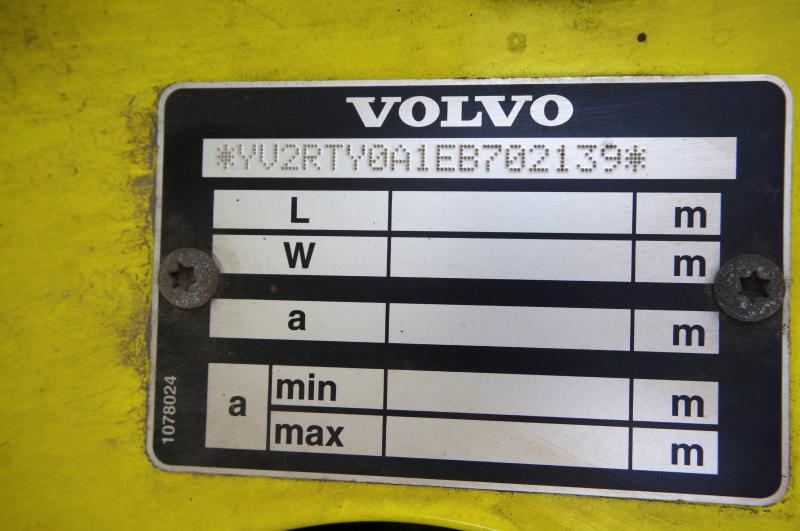 VOLVO
*YV2RTY0A1EB702139*
L m
W m
a m
a min m
max m
1078024